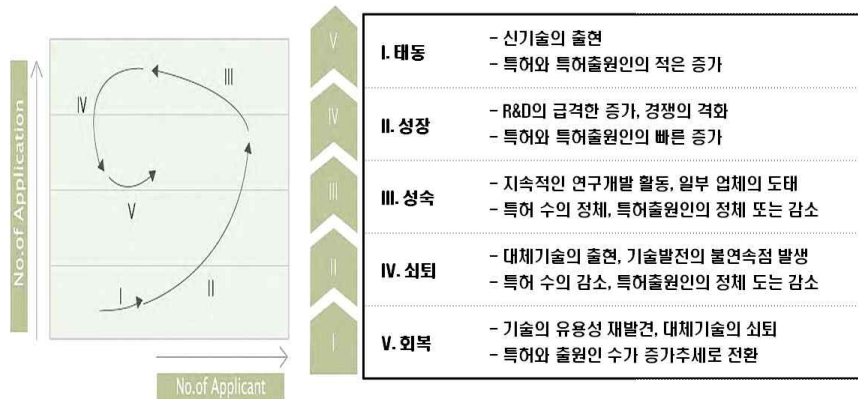 No.of Application
No.of Applicant
I
II
III
IV
V
V
IV
III
II
I
I. 태동
- 신기술의 출현
- 특허와 특허출원인의 적은 증가
II. 성장
- R&D의 급격한 증가, 경쟁의 격화
- 특허와 특허출원인의 빠른 증가
III. 성숙
- 지속적인 연구개발 활동, 일부 업체의 도태
- 특허 수의 정체, 특허출원인의 정체 또는 감소
IV. 쇠퇴
- 대체기술의 출현, 기술발전의 불연속점 발생
- 특허 수의 감소, 특허출원인의 정체 도는 감소
V. 회복
- 기술의 유용성 재발견, 대체기술의 쇠퇴
- 특허와 출원인 수가 증가추세로 전환